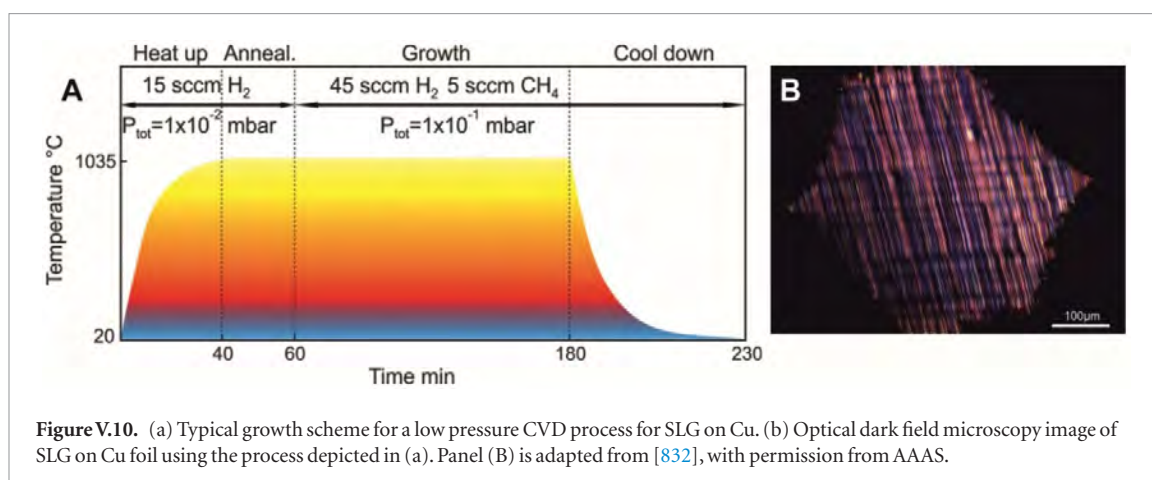 Heat up Anneal. Growth Cool down
A 15 sccm H₂ 45 sccm H₂ 5 sccm CH₄ B
Pₜₒₜ=1x10⁻² mbar Pₜₒₜ=1x10⁻¹ mbar
1035
Temperature °C
20
40 60 180 230
Time min
100µm
Figure V.10. (a) Typical growth scheme for a low pressure CVD process for SLG on Cu. (b) Optical dark field microscopy image of
SLG on Cu foil using the process depicted in (a). Panel (B) is adapted from [832], with permission from AAAS.